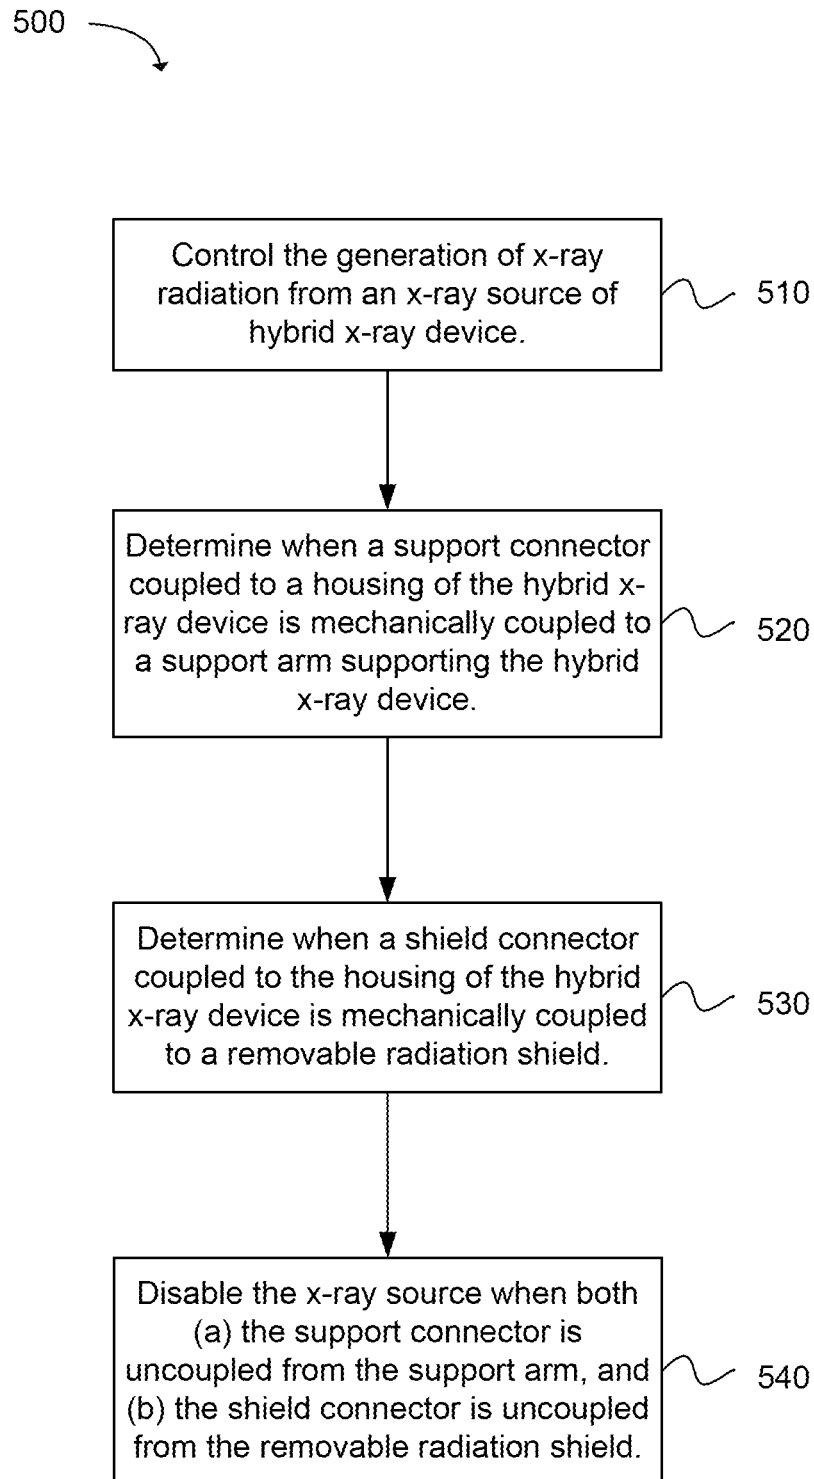 500
Control the generation of x-ray
radiation from an x-ray source of
hybrid x-ray device.
510
Determine when a support connector
coupled to a housing of the hybrid x-
ray device is mechanically coupled to
a support arm supporting the hybrid
x-ray device.
520
Determine when a shield connector
coupled to the housing of the hybrid
x-ray device is mechanically coupled
to a removable radiation shield.
530
Disable the x-ray source when both
(a) the support connector is
uncoupled from the support arm, and
(b) the shield connector is uncoupled
from the removable radiation shield.
540